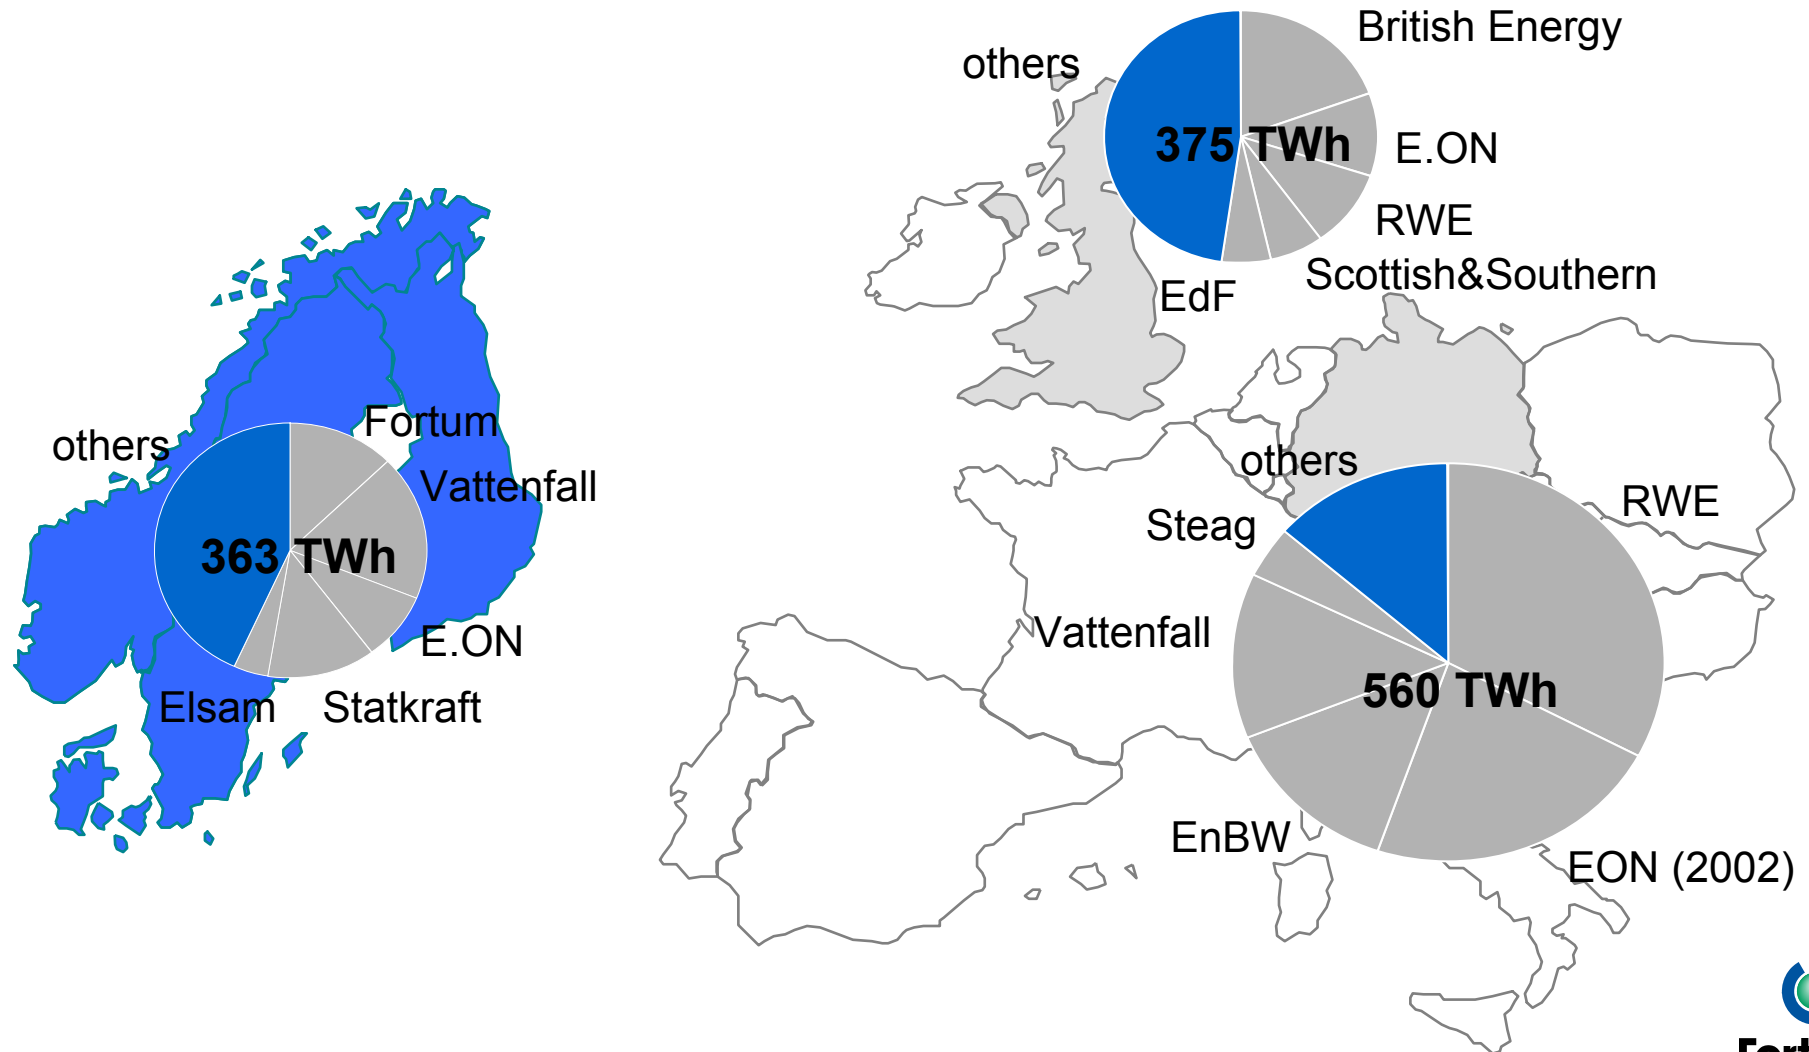 others
Fortum
Vattenfall
363 TWh
E.ON
Elsam
Statkraft
British Energy
others
375 TWh
E.ON
RWE
Scottish&Southern
EdF
others
RWE
Steag
Vattenfall
560 TWh
EnBW
EON (2002)